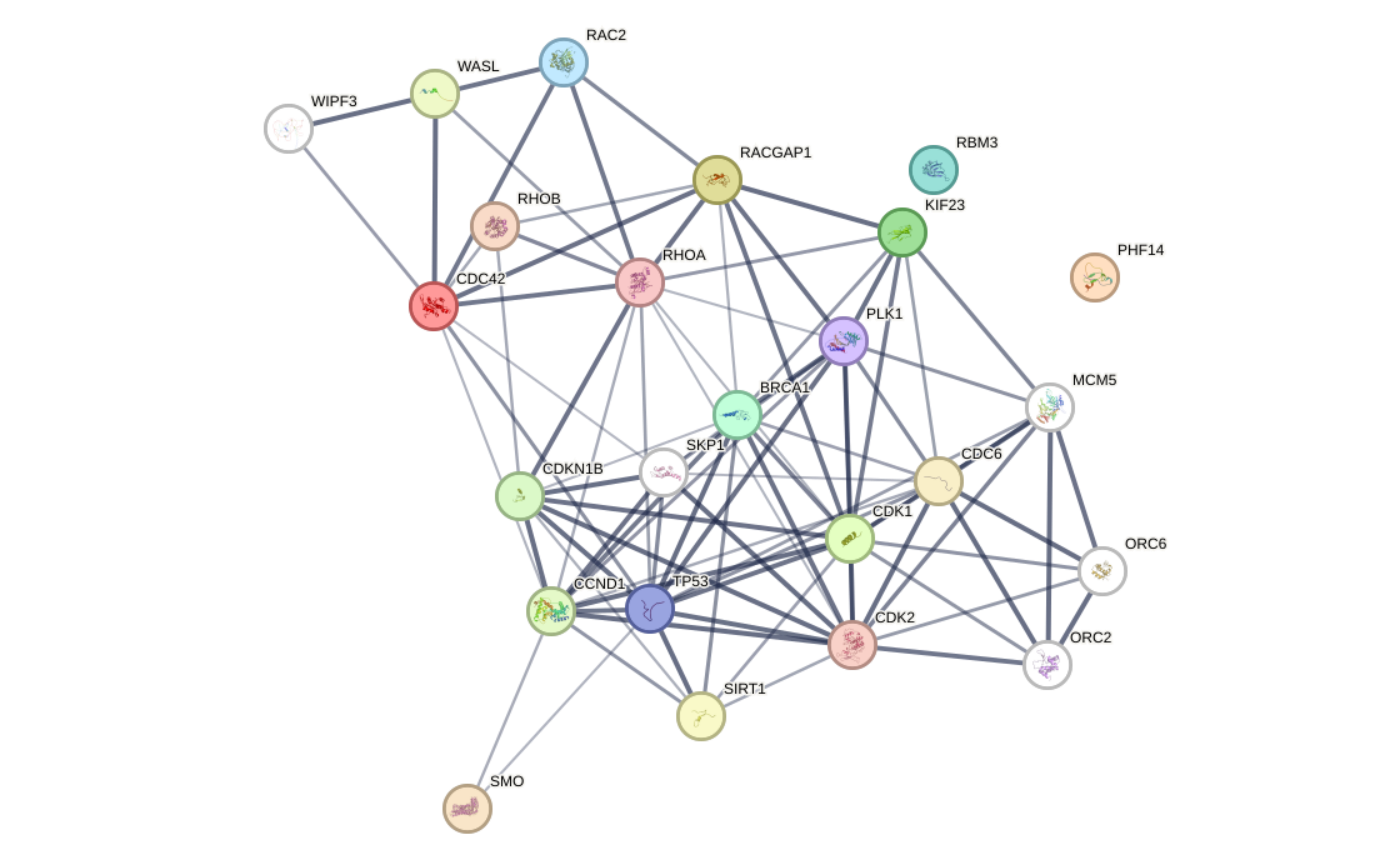 RAC2
WASL
WIPF3
RBM3
RACGAP1
RHOB
KIF23
PHF14
RHOA
CDC42
PLK1
MCM5
BRCA1
SKP1
CDC6
CDKN1B
CDK1
ORC6
CCND1
TP53
CDK2
ORC2
SIRT1
SMO